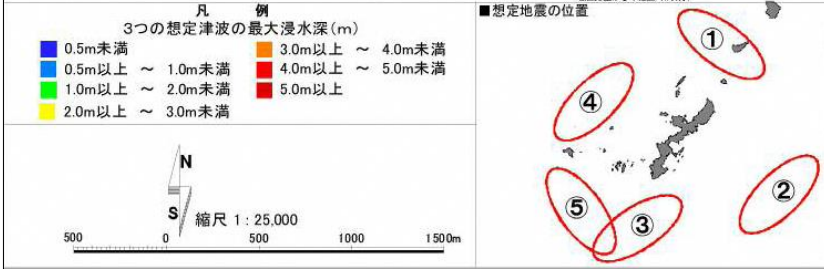 凡 例
3つの想定津波の最大浸水深(m)
0.5m未満
0.5m以上 ～ 1.0m未満
1.0m以上 ～ 2.0m未満
2.0m以上 ～ 3.0m未満
3.0m以上 ～ 4.0m未満
4.0m以上 ～ 5.0m未満
5.0m以上
N
S
縮尺 1：25,000
500 0 500 1000 1500m
■想定地震の位置
①
④
②
⑤
③